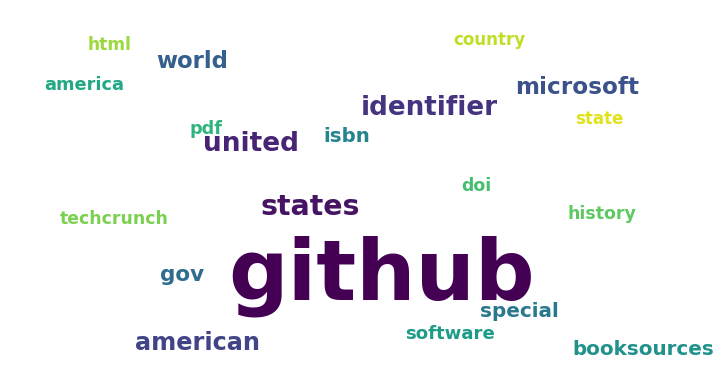 country
html
world
america
microsoft
identifier
state
pdf
isbn
united
doi
states
history
techcrunch
github
gov
special
software
american
booksources